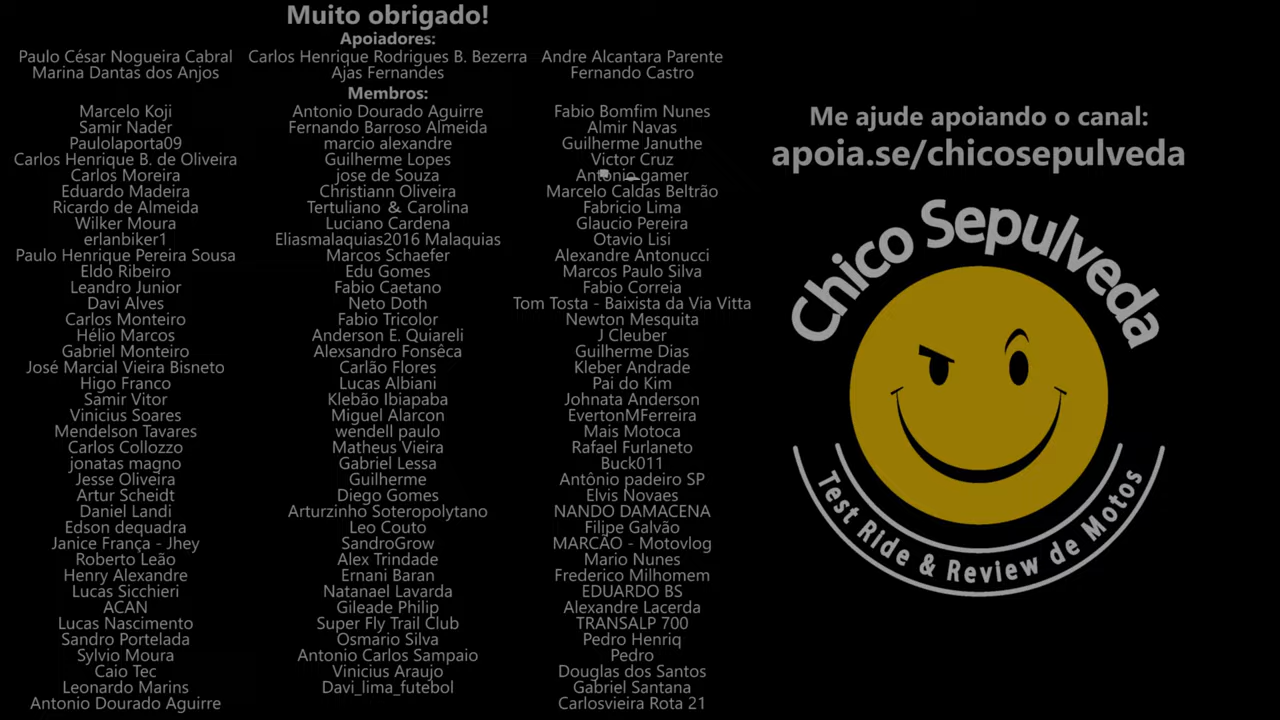 Muito obrigado!
Apoiadores:
Paulo César Nogueira Cabral
Carlos Henrique Rodrigues B. Bezerra
Andre Alcantara Parente
Marina Dantas dos Anjos
Ajas Fernandes
Fernando Castro
Membros:
Marcelo Koji
Samir Nader
Paulolaporta09
Carlos Henrique B. de Oliveira
Carlos Moreira
Eduardo Madeira
Ricardo de Almeida
Wilker Moura
erlanbiker1
Paulo Henrique Pereira Sousa
Eldo Ribeiro
Leandro Junior
Davi Alves
Carlos Monteiro
Hélio Marcos
Gabriel Monteiro
José Marcial Vieira Bisneto
Higo Franco
Samir Vitor
Vinicius Soares
Mendelson Tavares
Carlos Collozzo
jonatas magno
Jesse Oliveira
Artur Scheidt
Daniel Landi
Edson dequadra
Janice França - Jhey
Roberto Leão
Henry Alexandre
Lucas Sicchieri
ACAN
Lucas Nascimento
Sandro Portelada
Sylvio Moura
Caio Tec
Leonardo Marins
Antonio Dourado Aguirre
Antonio Dourado Aguirre
Fernando Barroso Almeida
marcio alexandre
Guilherme Lopes
jose de Souza
Christiann Oliveira
Tertuliano & Carolina
Luciano Cardena
Eliasmalaquias2016 Malaquias
Marcos Schaefer
Edu Gomes
Fabio Caetano
Neto Doth
Fabio Tricolor
Anderson E. Quiareli
Alexsandro Fonsêca
Carlão Flores
Lucas Albiani
Klebão Ibiapaba
Miguel Alarcon
wendell paulo
Matheus Vieira
Gabriel Lessa
Guilherme
Diego Gomes
Arturzinho Soteropolytano
Leo Couto
SandroGrow
Alex Trindade
Ernani Baran
Natanael Lavarda
Gileade Philip
Super Fly Trail Club
Osmario Silva
Antonio Carlos Sampaio
Vinicius Araujo
Davi_lima_futebol
Fabio Bomfim Nunes
Almir Navas
Guilherme Januthe
Victor Cruz
gamer
Marcelo Caldas Beltrão
Fabricio Lima
Glaucio Pereira
Otavio Lisi
Alexandre Antonucci
Marcos Paulo Silva
Fabio Correia
Tom Tosta - Baixista da Via Vitta
Newton Mesquita
J Cleuber
Guilherme Dias
Kleber Andrade
Pai do Kim
Johnata Anderson
EvertonMFerreira
Mais Motoca
Rafael Furlaneto
Buck011
Antônio padeiro SP
Elvis Novaes
NANDO DAMACENA
Filipe Galvão
MARCÃO - Motovlog
Mario Nunes
Frederico Milhomem
EDUARDO BS
Alexandre Lacerda
TRANSALP 700
Pedro Henriq
Pedro
Douglas dos Santos
Gabriel Santana
Carlosvieira Rota 21
Me ajude apoiando o canal:
apoia.se/chicosepulveda
Chico Sepulveda
Test Ride & Review de Motos